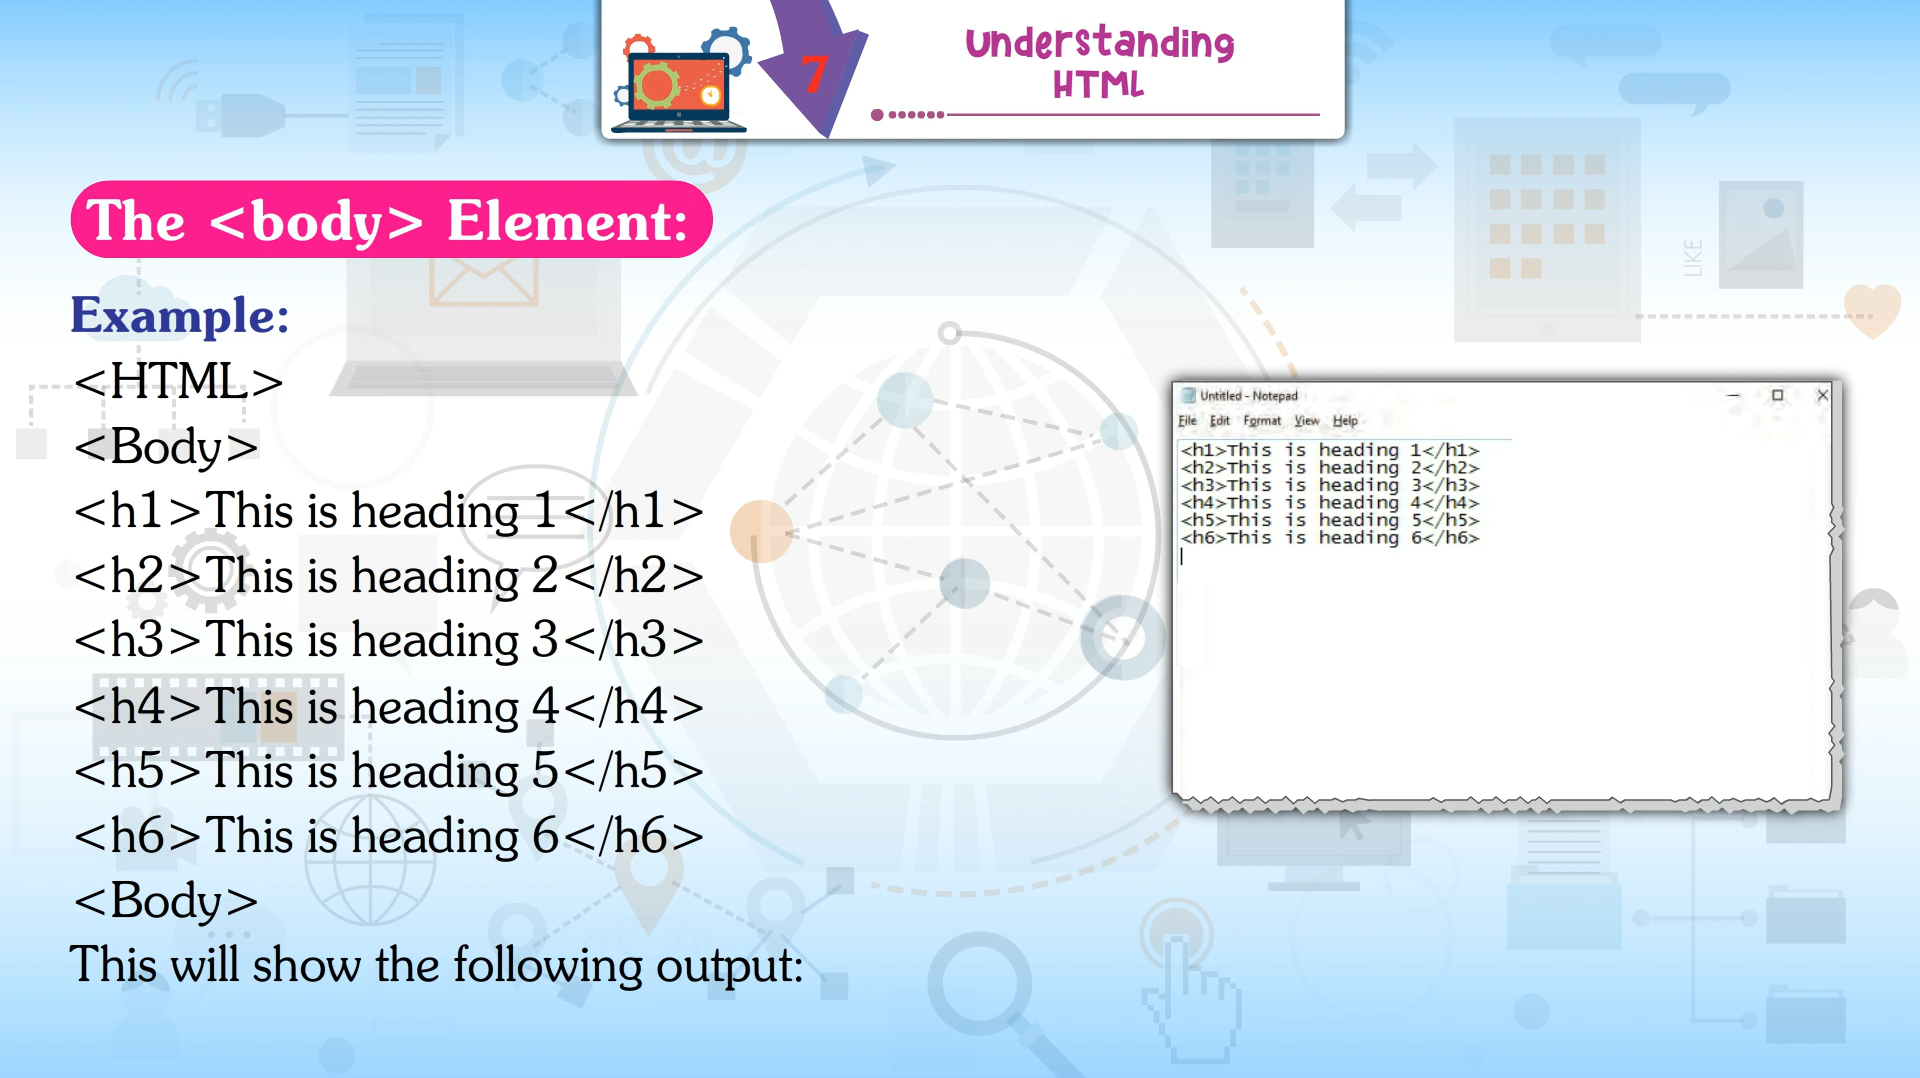 7
Understanding
HTML
The <body> Element:
Example:
<HTML>
<Body>
<h1>This is heading 1</h1>
<h2>This is heading 2</h2>
<h3>This is heading 3</h3>
<h4>This is heading 4</h4>
<h5>This is heading 5</h5>
<h6>This is heading 6</h6>
<Body>
This will show the following output:
Untitled - Notepad
File Edit Format View Help
<h1>This is heading 1</h1>
<h2>This is heading 2</h2>
<h3>This is heading 3</h3>
<h4>This is heading 4</h4>
<h5>This is heading 5</h5>
<h6>This is heading 6</h6>
LIKE
@